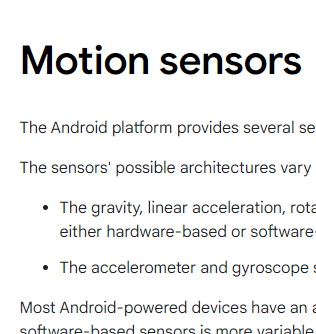 Motion sensors
The Android platform provides several se
The sensors' possible architectures vary
• The gravity, linear acceleration, rota
either hardware-based or software-
• The accelerometer and gyroscope s
Most Android-powered devices have an a
software-based sensors is more variable